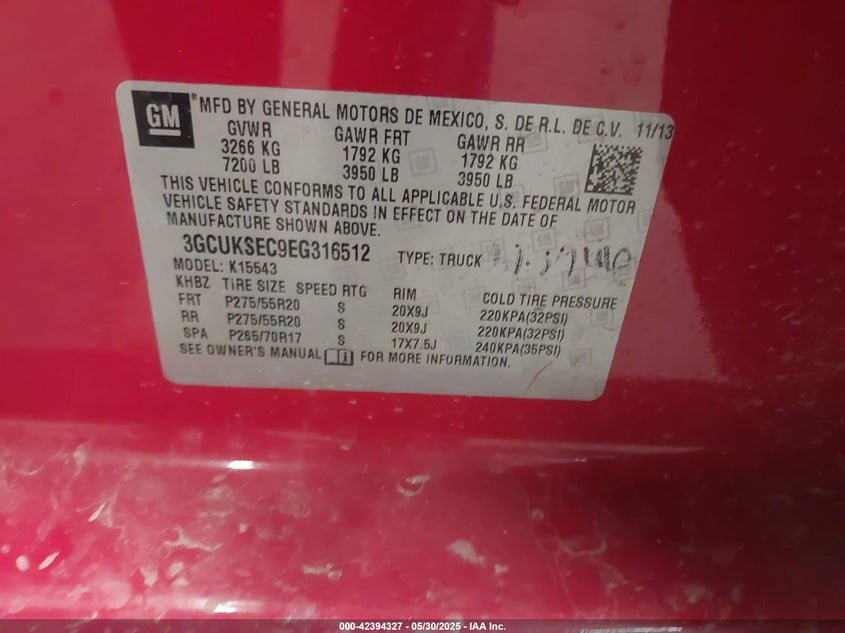 GM
"MFD BY GENERAL MOTORS DE MEXICO, S. DE R.L. DE C.V. 11/13
GVWR GAWR FRT GAWR RR
3266 KG 1792 KG 1792 KG
7200 LB 3950 LB 3950 LB
THIS VEHICLE CONFORMS TO ALL APPLICABLE U.S. FEDERAL MOTOR
VEHICLE SAFETY STANDARDS IN EFFECT ON THE DATE OF
MANUFACTURE SHOWN ABOVE.
3GCUKSEC9EG316512 TYPE: TRUCK
MODEL: K15543
KHBZ TIRE SIZE SPEED RTG RIM COLD TIRE PRESSURE
FRT P275/55R20 S 20X9J 220KPA(32PSI)
RR P275/55R20 S 20X9J 220KPA(32PSI)
SPA P265/70R17 S 17X7.5J 240KPA(35PSI)
SEE OWNER'S MANUAL FOR MORE INFORMATION.
000-42394327 - 05/30/2025 - IAA Inc.